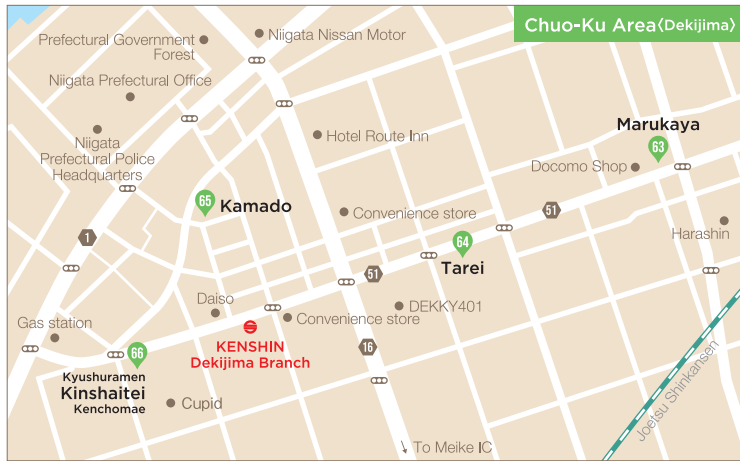 Chuo-Ku Area〈Dekijima〉
Prefectural Government
Forest
Niigata Nissan Motor
Niigata Prefectural Office
Niigata
Prefectural Police
Headquarters
Hotel Route Inn
Marukaya
63
Docomo Shop
65
Kamado
Convenience store
51
64
Tarei
Harashin
1
51
Daiso
DEKKY401
Gas station
Convenience store
KENSHIN
Dekijima Branch
16
66
Kyushuramen
Kinshaitei
Kenchomae
Cupid
Joetsu Shinkansen
To Meike IC